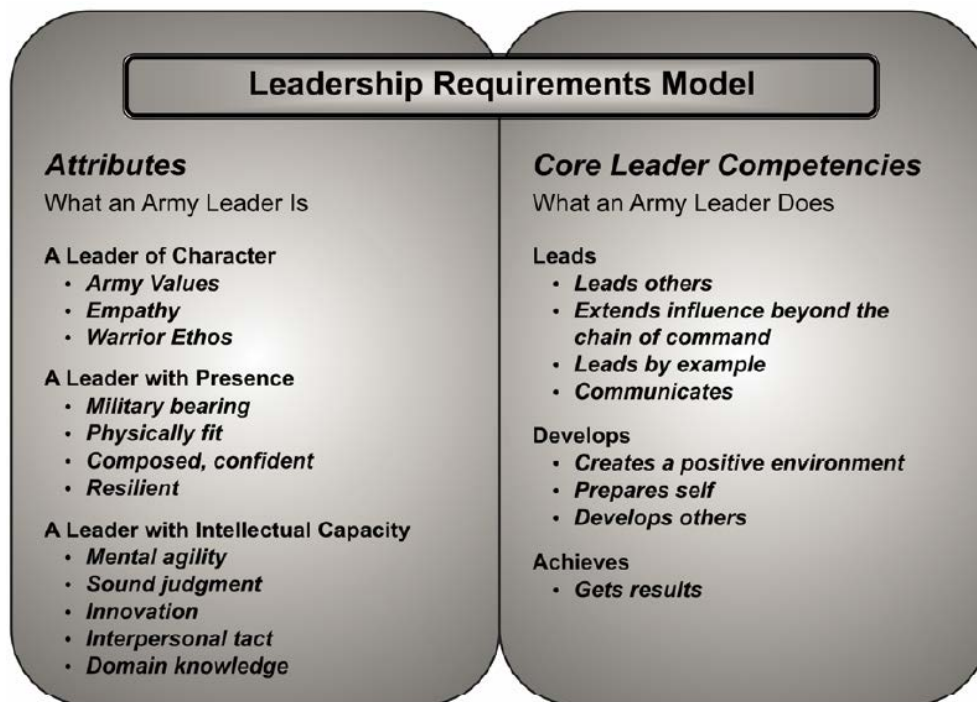 Leadership Requirements Model
Attributes
What an Army Leader Is
A Leader of Character
• Army Values
• Empathy
• Warrior Ethos
A Leader with Presence
• Military bearing
• Physically fit
• Composed, confident
• Resilient
A Leader with Intellectual Capacity
• Mental agility
• Sound judgment
• Innovation
• Interpersonal tact
• Domain knowledge
Core Leader Competencies
What an Army Leader Does
Leads
• Leads others
• Extends influence beyond the
chain of command
• Leads by example
• Communicates
Develops
• Creates a positive environment
• Prepares self
• Develops others
Achieves
• Gets results